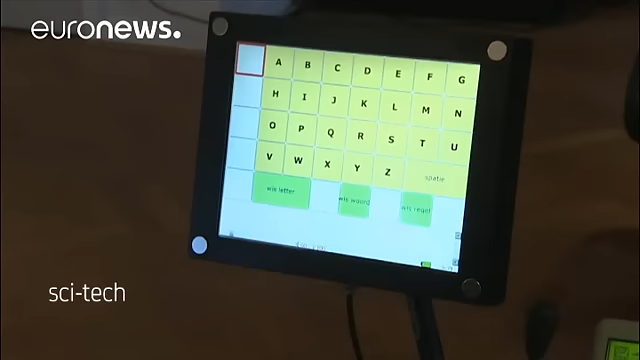 euronews.
A B C D E F G
H I J K L M N
O P Q R S T U
V W X Y Z spatie
wis letter wis woord wis regel
sci-tech